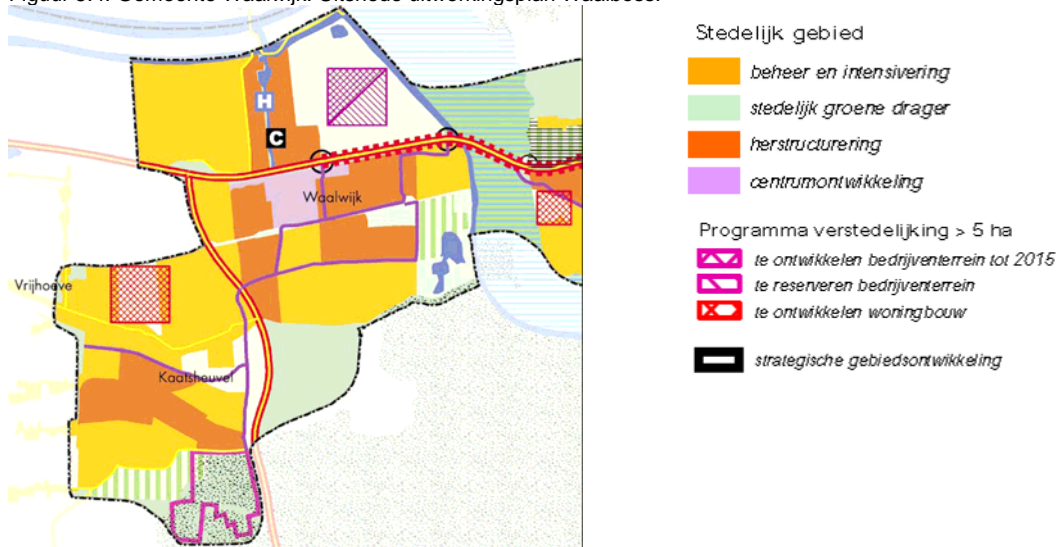 Stedelijk gebied
beheer en intensivering
stedelijk groene drager
herstructurering
centrumontwikkeling
Programma verstedelijking > 5 ha
te ontwikkelen bedrijventerrein tot 2015
te reserveren bedrijventerrein
te ontwikkelen woningbouw
strategische gebiedsontwikkeling
H
C
Waalwijk
Vrijhoeve
Kaatsheuvel